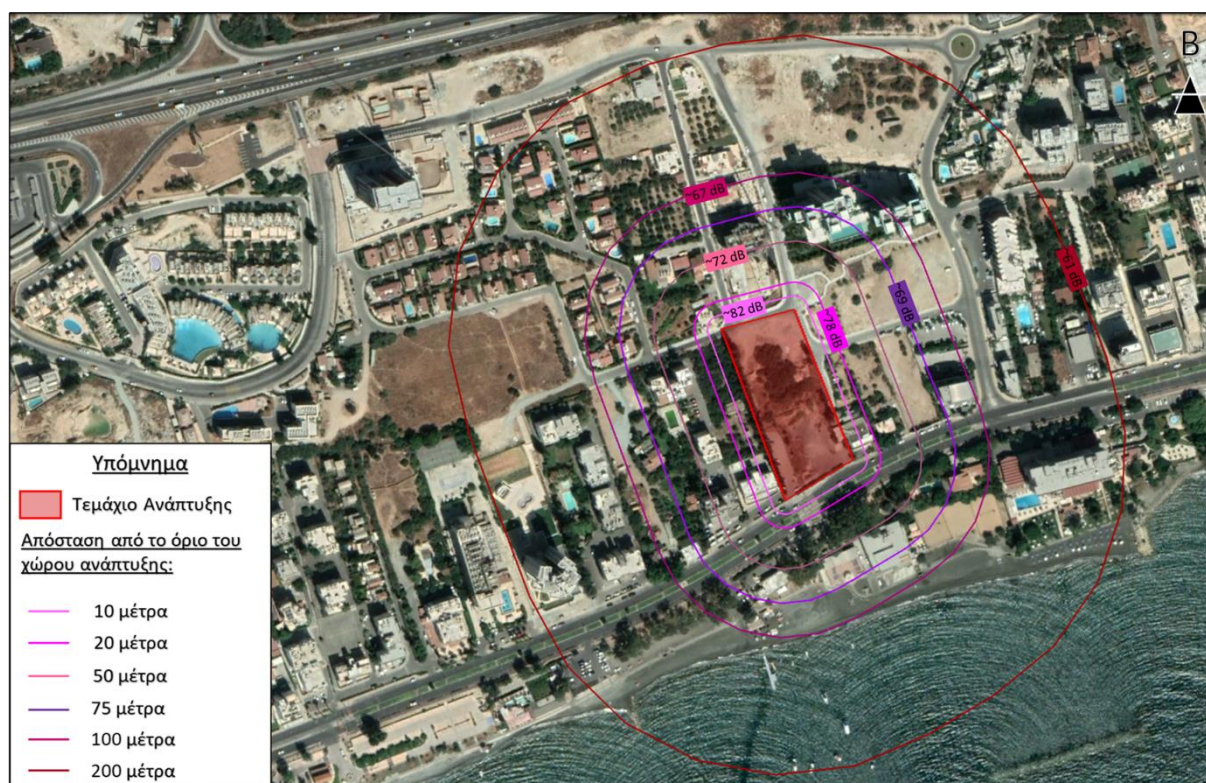 Β
~67 dB
~72 dB
~82 dB
~78 dB
~69 dB
~61 dB
Υπόμνημα
Τεμάχιο Ανάπτυξης
Απόσταση από το όριο του
χώρου ανάπτυξης:
10 μέτρα
20 μέτρα
50 μέτρα
75 μέτρα
100 μέτρα
200 μέτρα